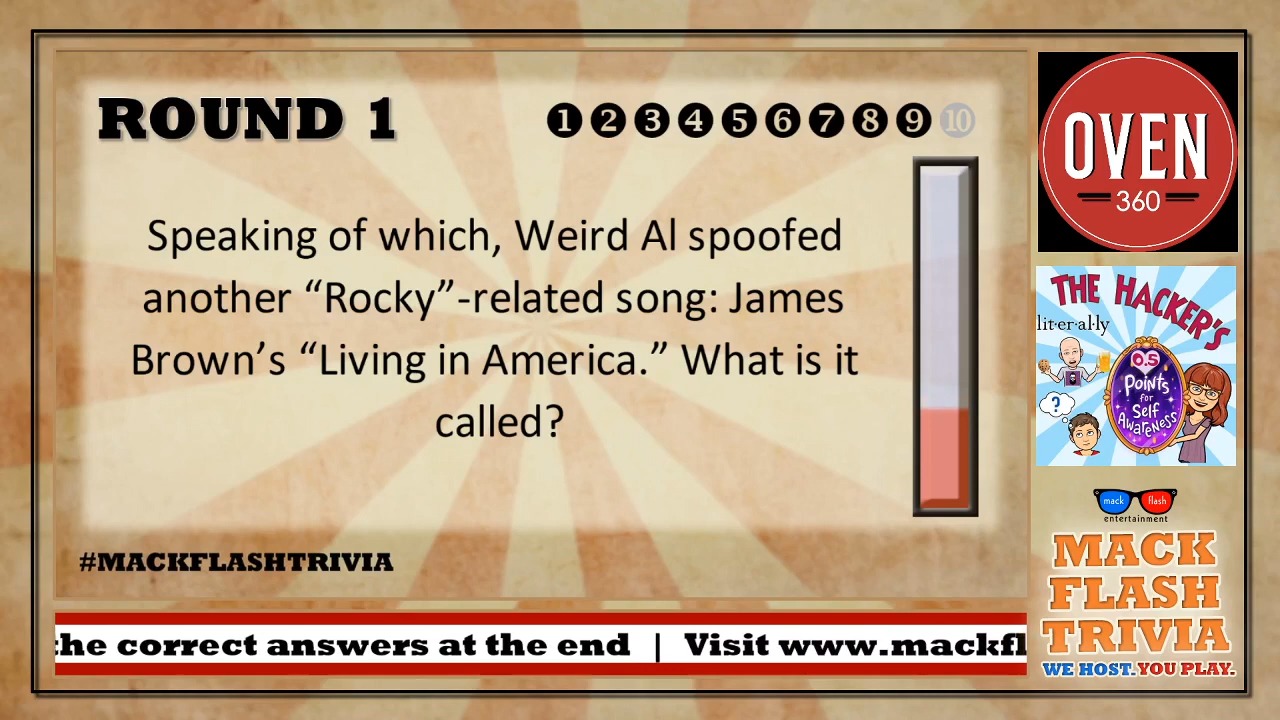 ROUND 1
1 2 3 4 5 6 7 8 9 10
Speaking of which, Weird Al spoofed
another “Rocky”-related song: James
Brown’s “Living in America.” What is it
called?
#MACKFLASHTRIVIA
the correct answers at the end | Visit www.mackfl
OVEN
360
THE HACKER'S
lit·er·al·ly
0.5
Points
for
Self
Awareness
?
mack flash
entertainment
MACK
FLASH
TRIVIA
WE HOST. YOU PLAY.